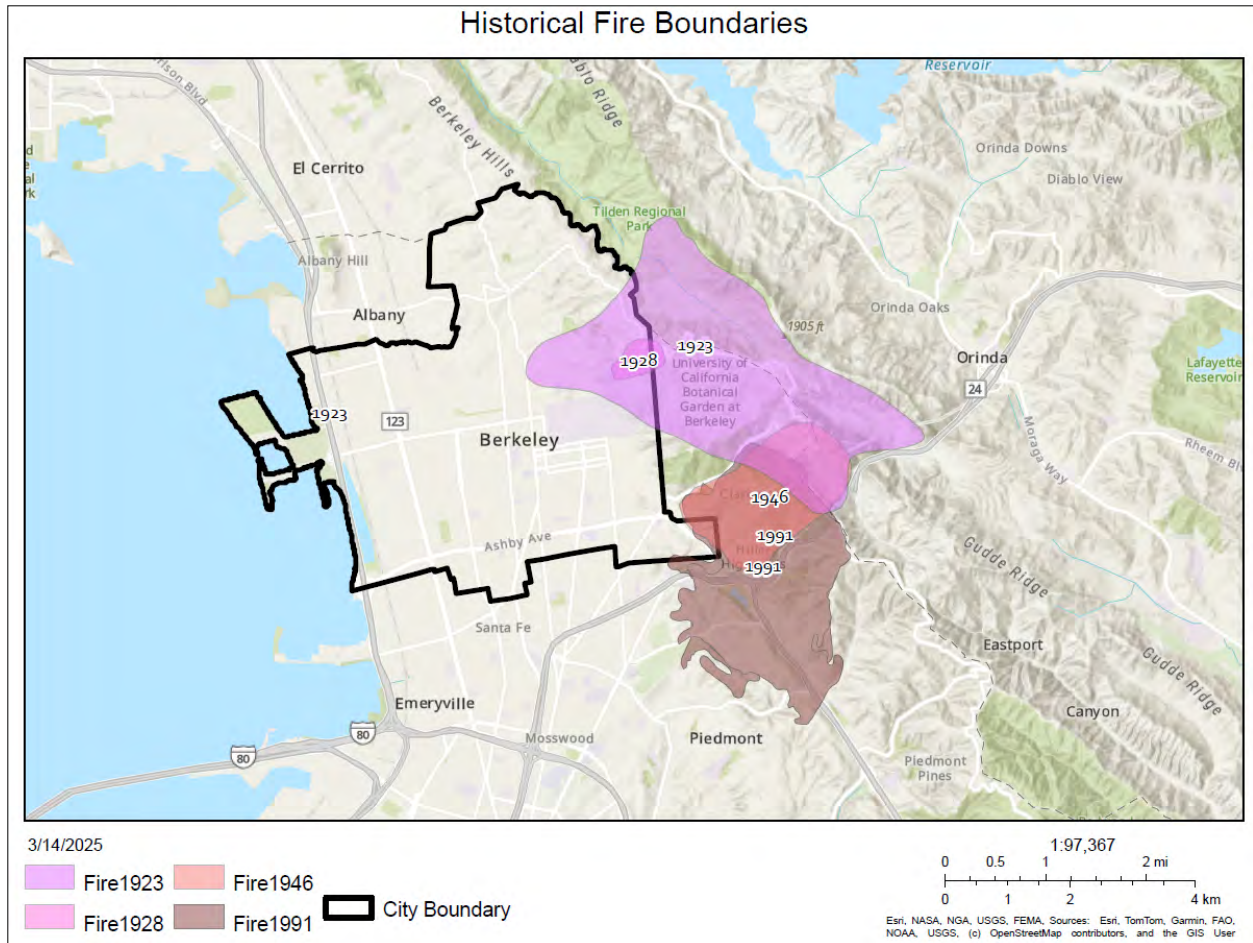 Historical Fire Boundaries
Reservoir
Berkeley Hills
Orinda Downs
El Cerrito
Diablo View
Tilden Regional
Park
Albany Hill
Orinda Oaks
Albany
1905 ft
1923
Orinda
1928
University of
California
Botanical
Garden at
Berkeley
Lafayette
Reservoir
24
1923
123
Berkeley
Moraga Way
Rheem
1946
Ashby Ave
1991
1991
Gudde Ridge
Santa Fe
Eastport
Gudde Ridge
Emeryville
Canyon
80
Mosswood
Piedmont
80
Piedmont
Pines
3/14/2025
1:97,367
0 0.5 1 2 mi
Fire1923
Fire1946
City Boundary
0 1 2 4 km
Fire1928
Fire1991
Esri, NASA, NGA, USGS, FEMA, Sources: Esri, TomTom, Garmin, FAO,
NOAA, USGS, (c) OpenStreetMap contributors, and the GIS User